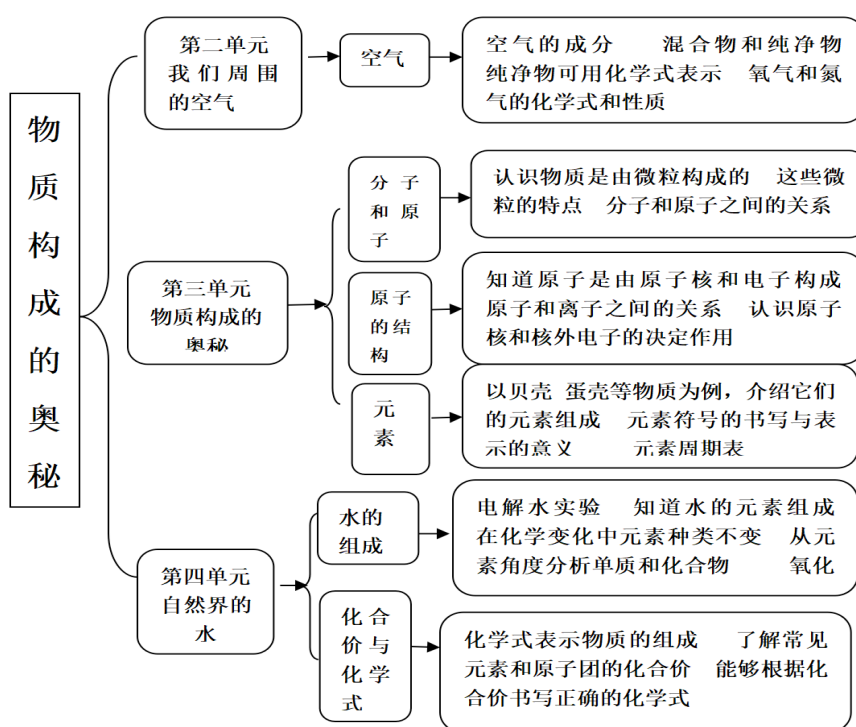 物质构成的奥秘
第二单元
我们周围
的空气
空气
空气的成分 混合物和纯净物
纯净物可用化学式表示 氧气和氮
气的化学式和性质
第三单元
物质构成的
奥秘
分子
和原
子
认识物质是由微粒构成的 这些微
粒的特点 分子和原子之间的关系
原子
的结
构
知道原子是由原子核和电子构成
原子和离子之间的关系 认识原子
核和核外电子的决定作用
元
素
以贝壳 蛋壳等物质为例，介绍它们
的元素组成 元素符号的书写与表
示的意义 元素周期表
第四单元
自然界的
水
水的
组成
电解水实验 知道水的元素组成
在化学变化中元素种类不变 从元
素角度分析单质和化合物 氧化
化合
价与
化学
式
化学式表示物质的组成 了解常见
元素和原子团的化合价 能够根据化
合价书写正确的化学式